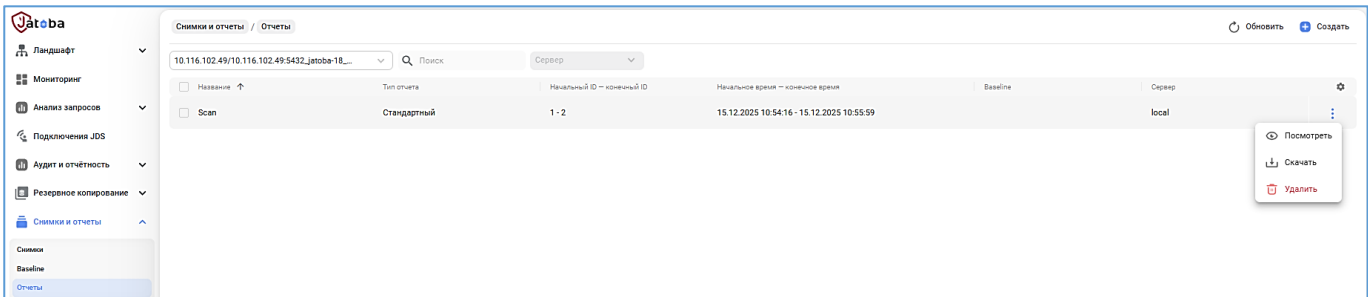 Jatoba
Снимки и отчеты / Отчеты
Обновить
Создать
Ландшафт
Мониторинг
Анализ запросов
Подключения JDS
Аудит и отчётность
Резервное копирование
Снимки и отчеты
Снимки
Baseline
Отчеты
10.116.102.49/10.116.102.49:5432_jatoba-18_...
Поиск
Сервер
Название ↑ Тип отчета Начальный ID — конечный ID Начальное время — конечное время Baseline Сервер
Scan Стандартный 1 - 2 15.12.2025 10:54:16 - 15.12.2025 10:55:59 local
Посмотреть
Скачать
Удалить